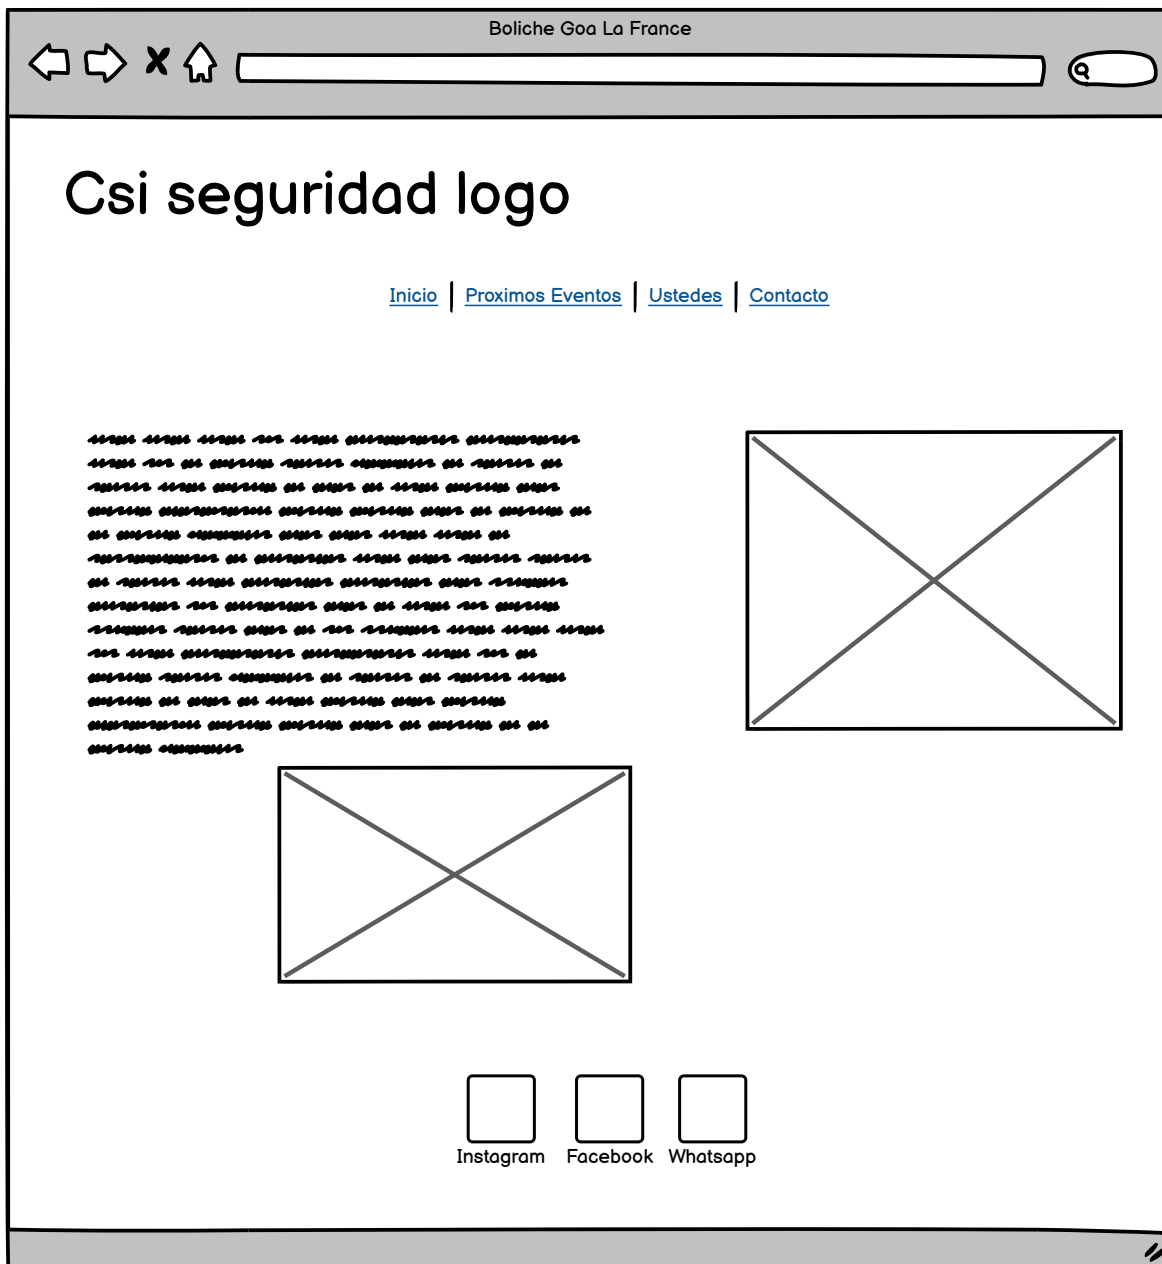 Boliche Goa La France
Csi seguridad logo
Inicio | Proximos Eventos | Ustedes | Contacto
Instagram Facebook Whatsapp